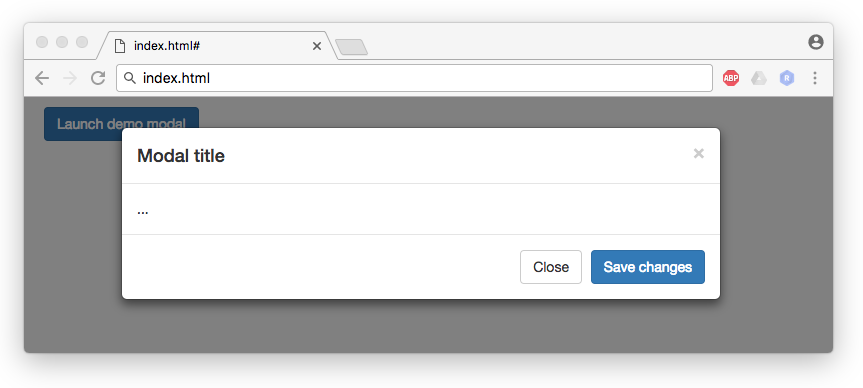 index.html#
index.html
ABP
R
Launch demo modal
Modal title
×
...
Close
Save changes